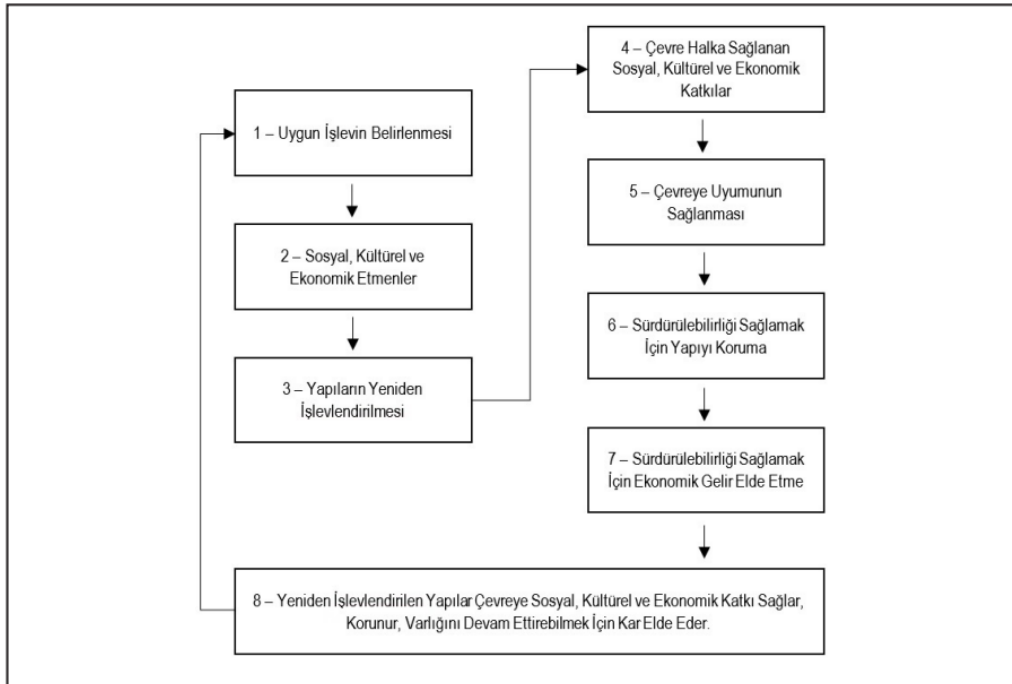 1 – Uygun İşlevin Belirlenmesi
2 – Sosyal, Kültürel ve
Ekonomik Etmenler
3 – Yapıların Yeniden
İşlevlendirilmesi
4 – Çevre Halka Sağlanan
Sosyal, Kültürel ve Ekonomik
Katkılar
5 – Çevreye Uyumunun
Sağlanması
6 – Sürdürülebilirliği Sağlamak
İçin Yapıyı Koruma
7 – Sürdürülebilirliği Sağlamak
İçin Ekonomik Gelir Elde Etme
8 – Yeniden İşlevlendirilen Yapılar Çevreye Sosyal, Kültürel ve Ekonomik Katkı Sağlar,
Korunur, Varlığını Devam Ettirebilmek İçin Kar Elde Eder.